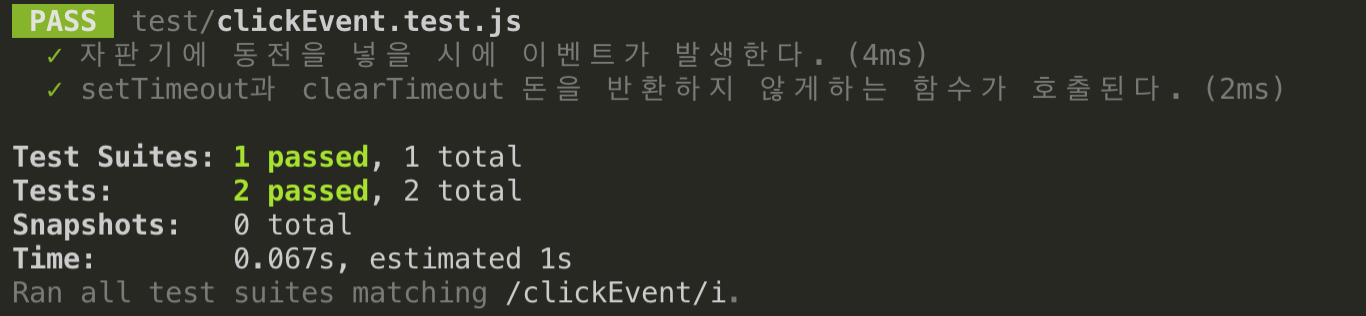 PASS test/clickEvent.test.js
✓ 자판기에 동전을 넣을 시에 이벤트가 발생한다. (4ms)
✓ setTimeout과 clearTimeout 돈을 반환하지 않게하는 함수가 호출된다. (2ms)
Test Suites: 1 passed, 1 total
Tests: 2 passed, 2 total
Snapshots: 0 total
Time: 0.067s, estimated 1s
Ran all test suites matching /clickEvent/i.